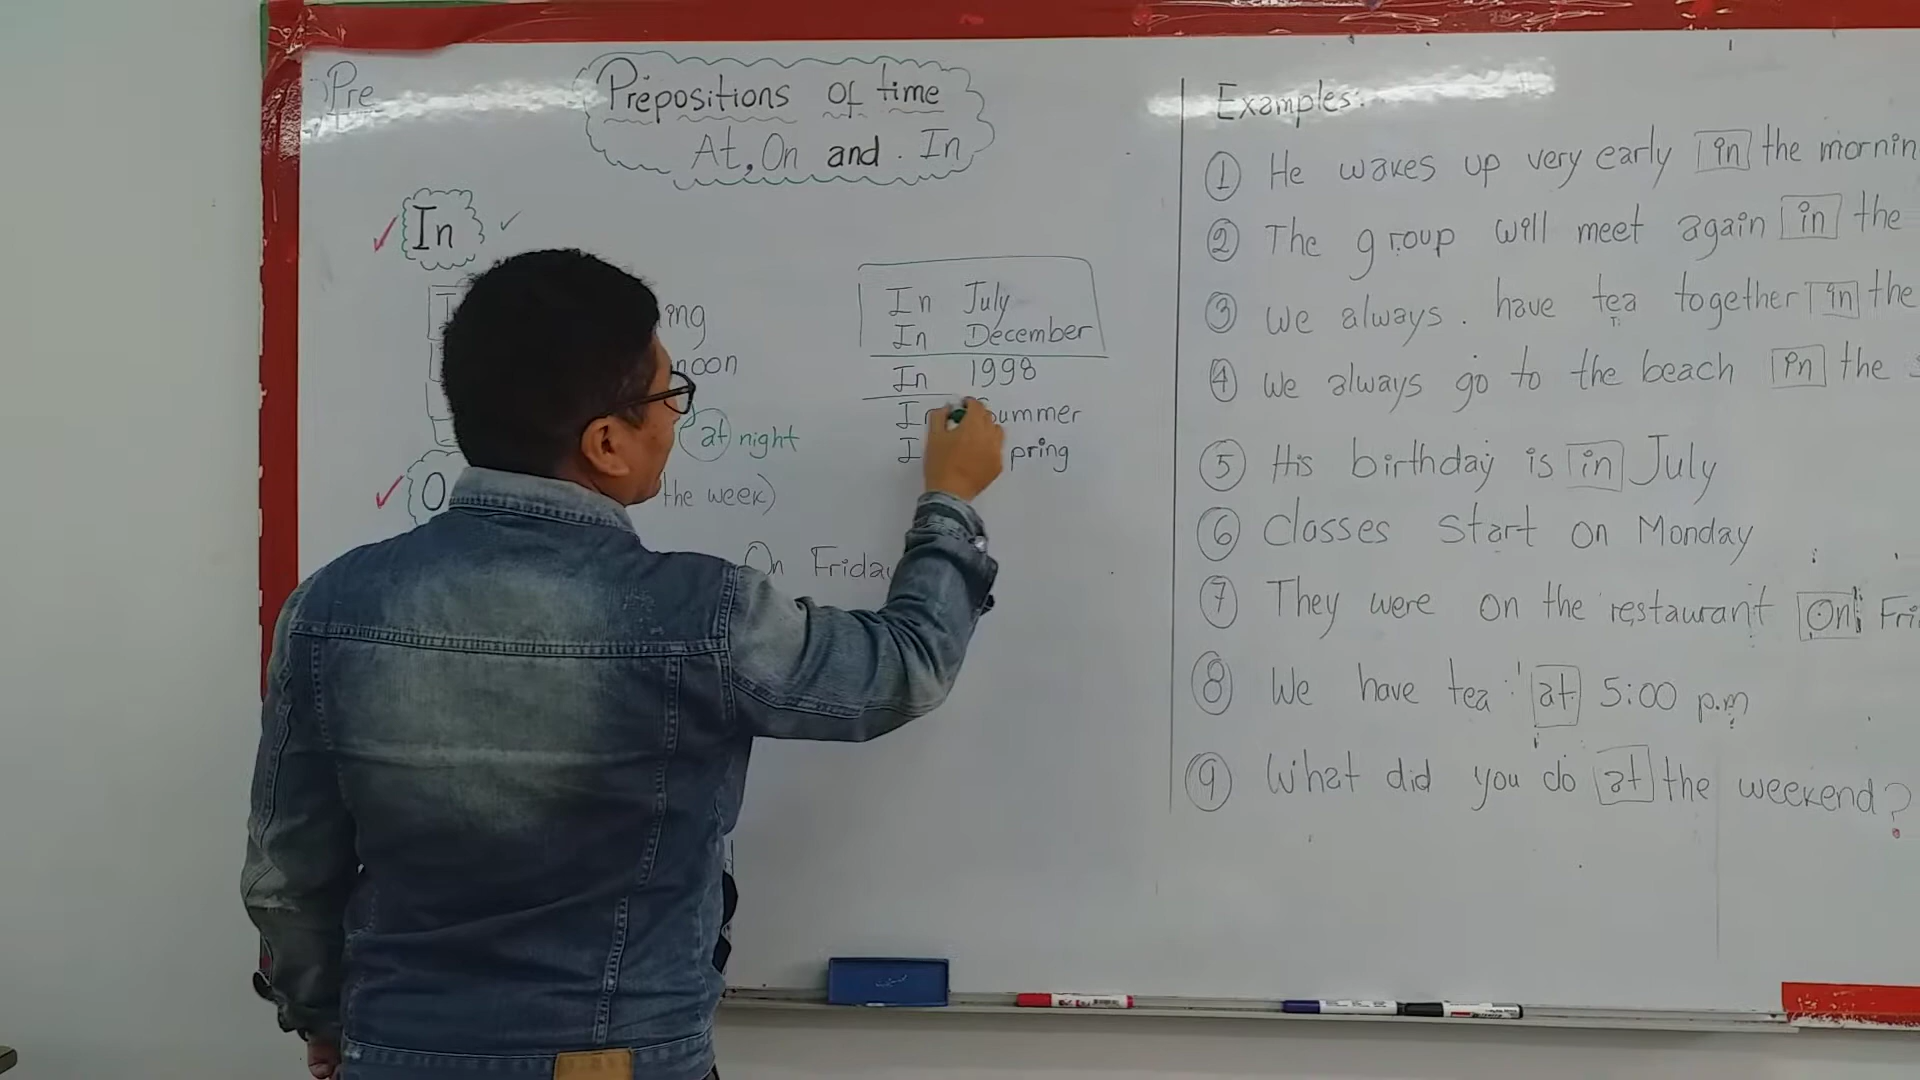 Pre
Prepositions of time
At, On and . In
In
ing
noon
at night
the week)
On Friday
In July
In December
In 1998
In Summer
pring
Examples:
① He wakes up very early in the mornin
② The group will meet again in the
③ We always . have tea together in the
④ We always go to the beach in the s
⑤ His birthday is in July
⑥ Classes start on Monday
⑦ They were on the restaurant On Fri
⑧ We have tea at 5:00 p.m
⑨ What did you do at the weekend?